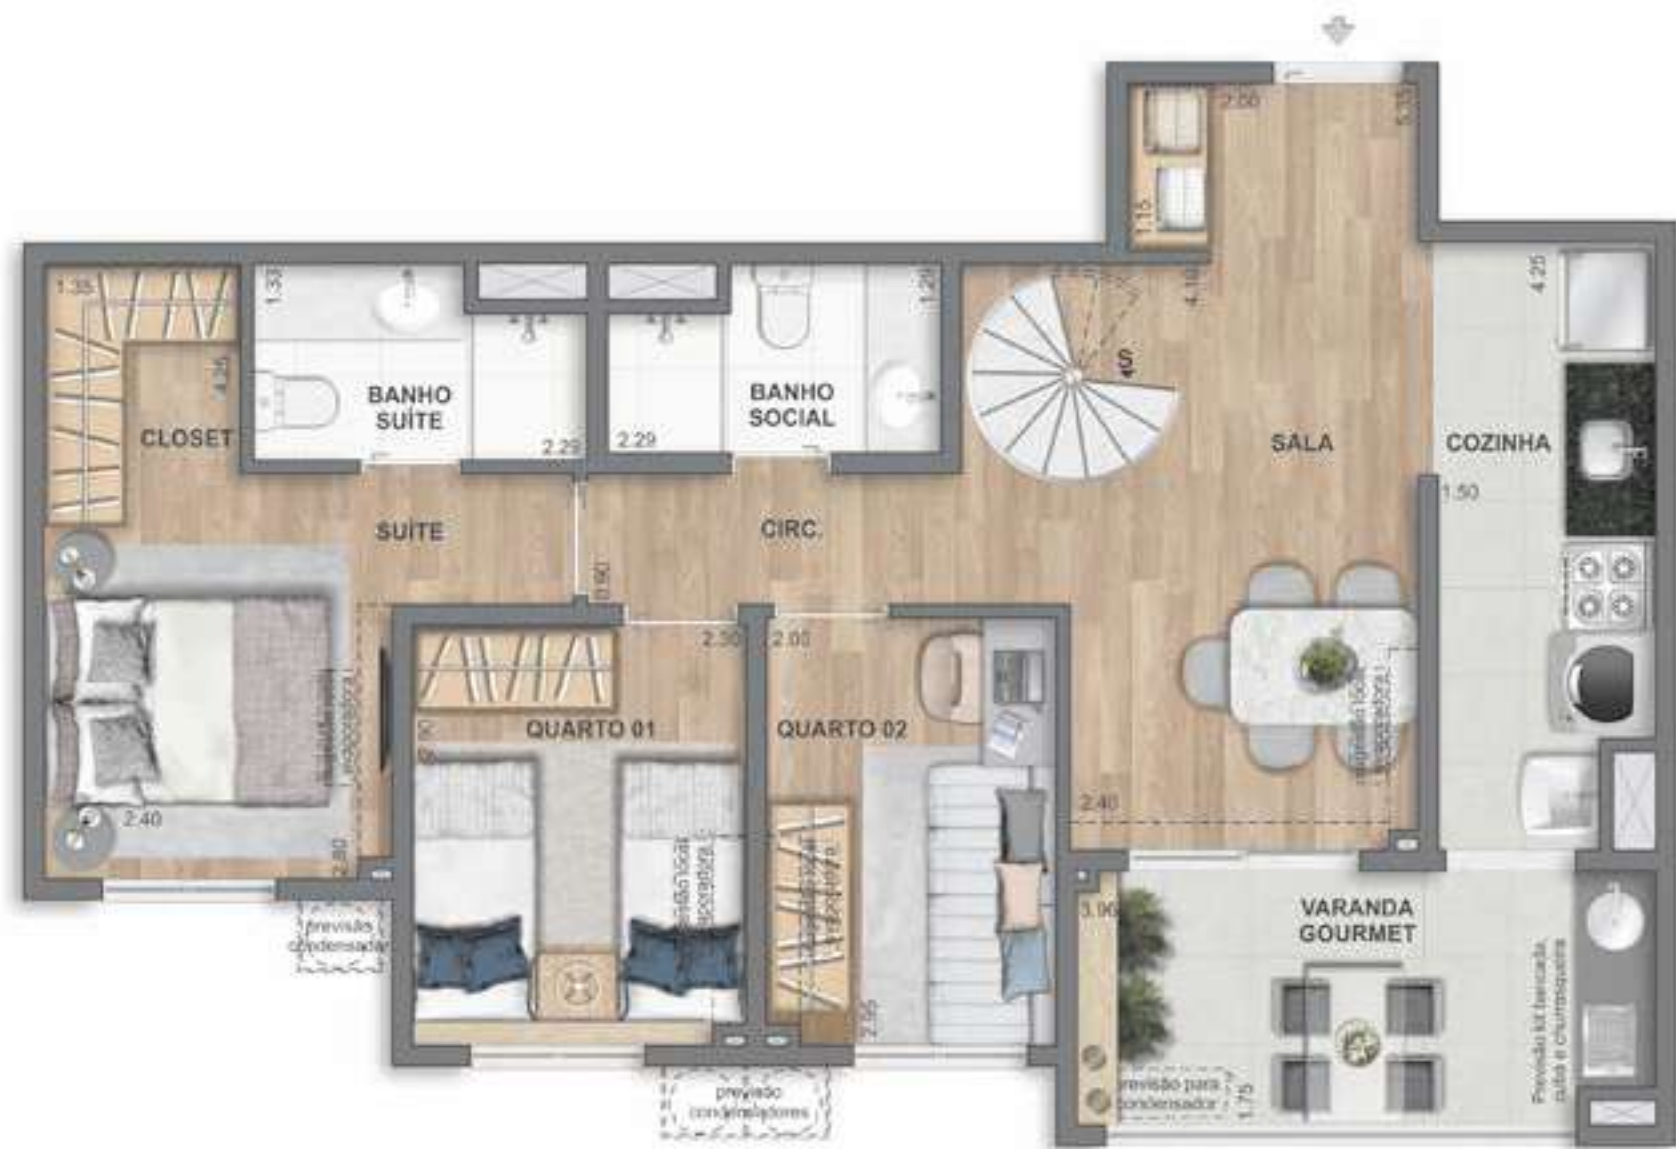 2.00
5.35
1.15
1.35
1.33
1.29
4.10
4.25
4.25
S
BANHO
SUÍTE
BANHO
SOCIAL
CLOSET
2.29
2.29
SALA
COZINHA
1.50
SUÍTE
CIRC.
0.90
2.30
2.00
QUARTO 01
QUARTO 02
2.40
2.40
2.80
3.96
VARANDA
GOURMET
previsão
condensador
2.95
previsão
condensadores
previsão para
condensador
1.75
Previsão kit bancada,
cuba e churrasqueira